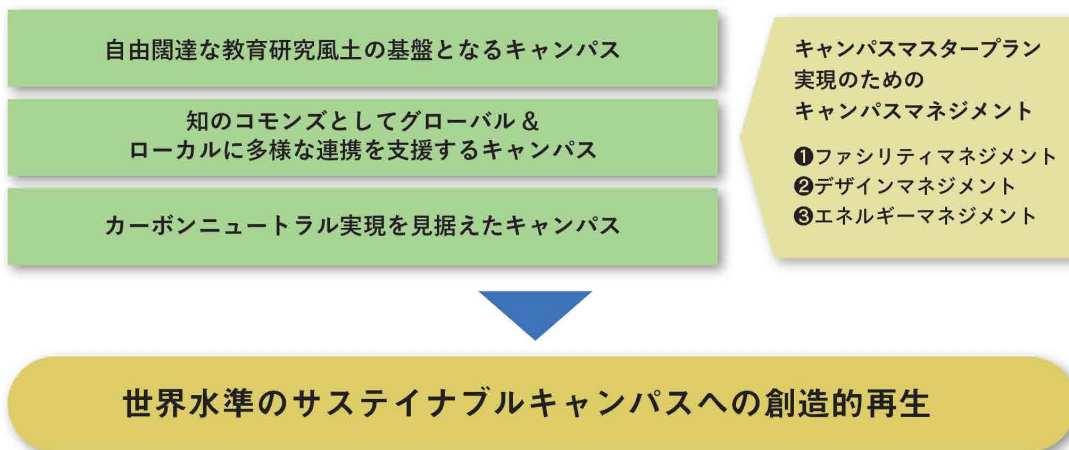 自由闊達な教育研究風土の基盤となるキャンパス
知のコモンズとしてグローバル &
ローカルに多様な連携を支援するキャンパス
カーボンニュートラル実現を見据えたキャンパス
キャンパスマスタープラン
実現のための
キャンパスマネジメント
❶ファシリティマネジメント
❷デザインマネジメント
❸エネルギーマネジメント
世界水準のサステイナブルキャンパスへの創造的再生